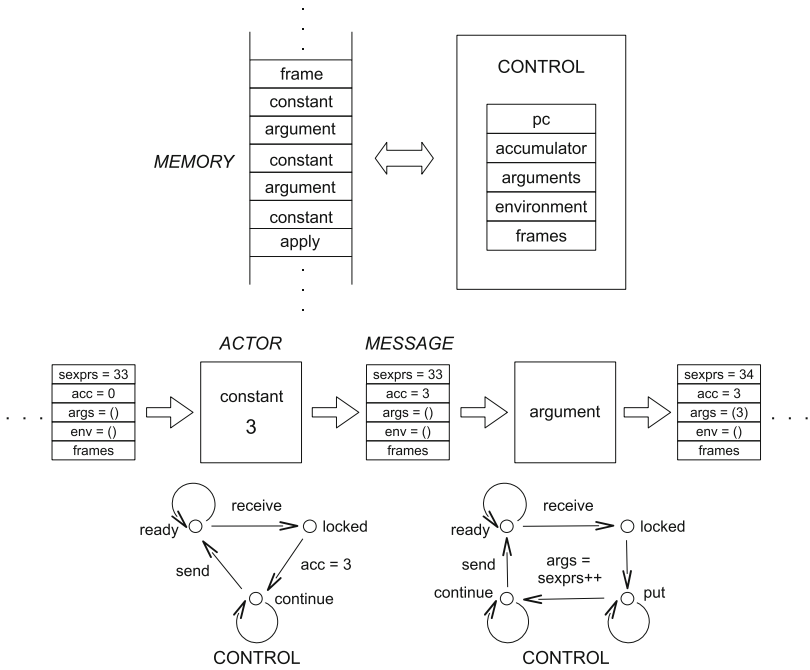 frame
constant
argument
constant
argument
constant
apply
MEMORY
CONTROL
pc
accumulator
arguments
environment
frames
ACTOR
MESSAGE
sexprs = 33
acc = 0
args = ()
env = ()
frames
constant
3
sexprs = 33
acc = 3
args = ()
env = ()
frames
argument
sexprs = 34
acc = 3
args = (3)
env = ()
frames
receive
ready
locked
send
acc = 3
continue
CONTROL
receive
ready
locked
send
args =
sexprs++
continue
put
CONTROL